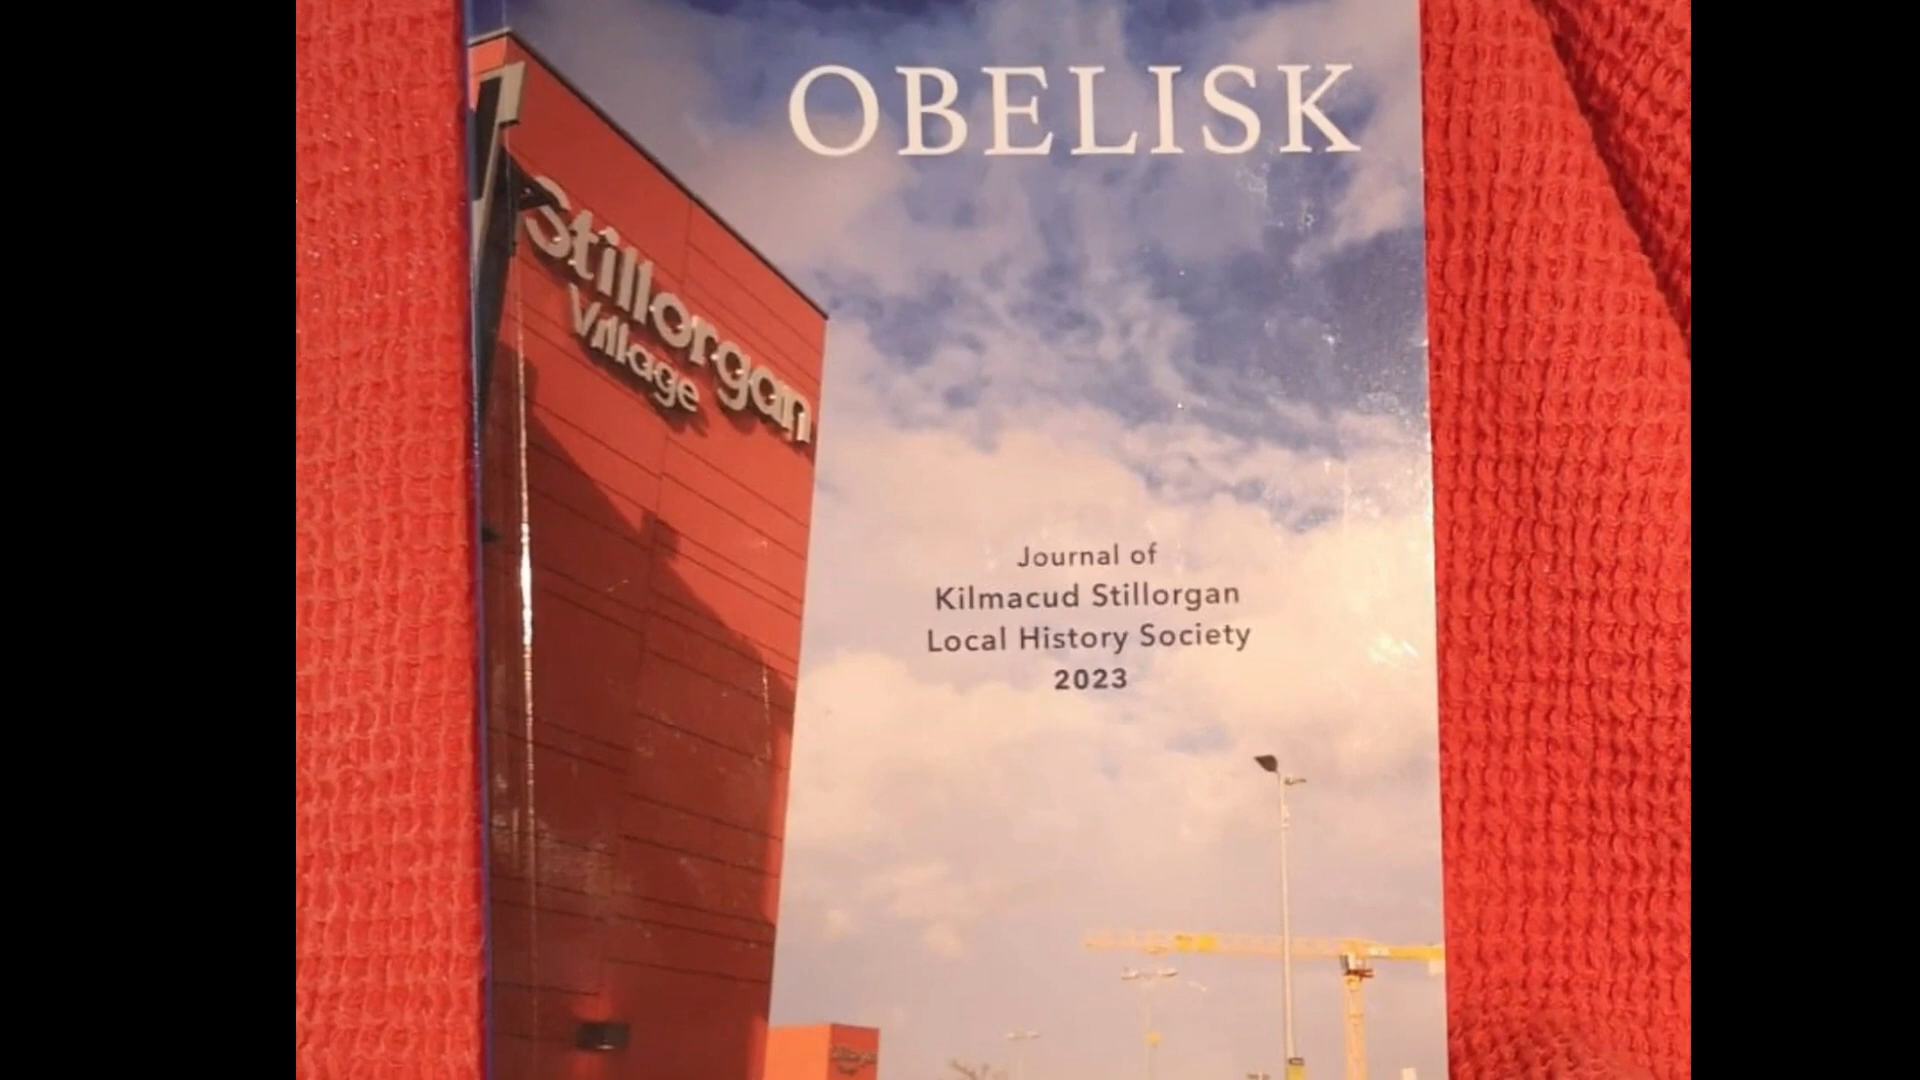 OBELISK
Stillorgan
Village
Journal of
Kilmacud Stillorgan
Local History Society
2023